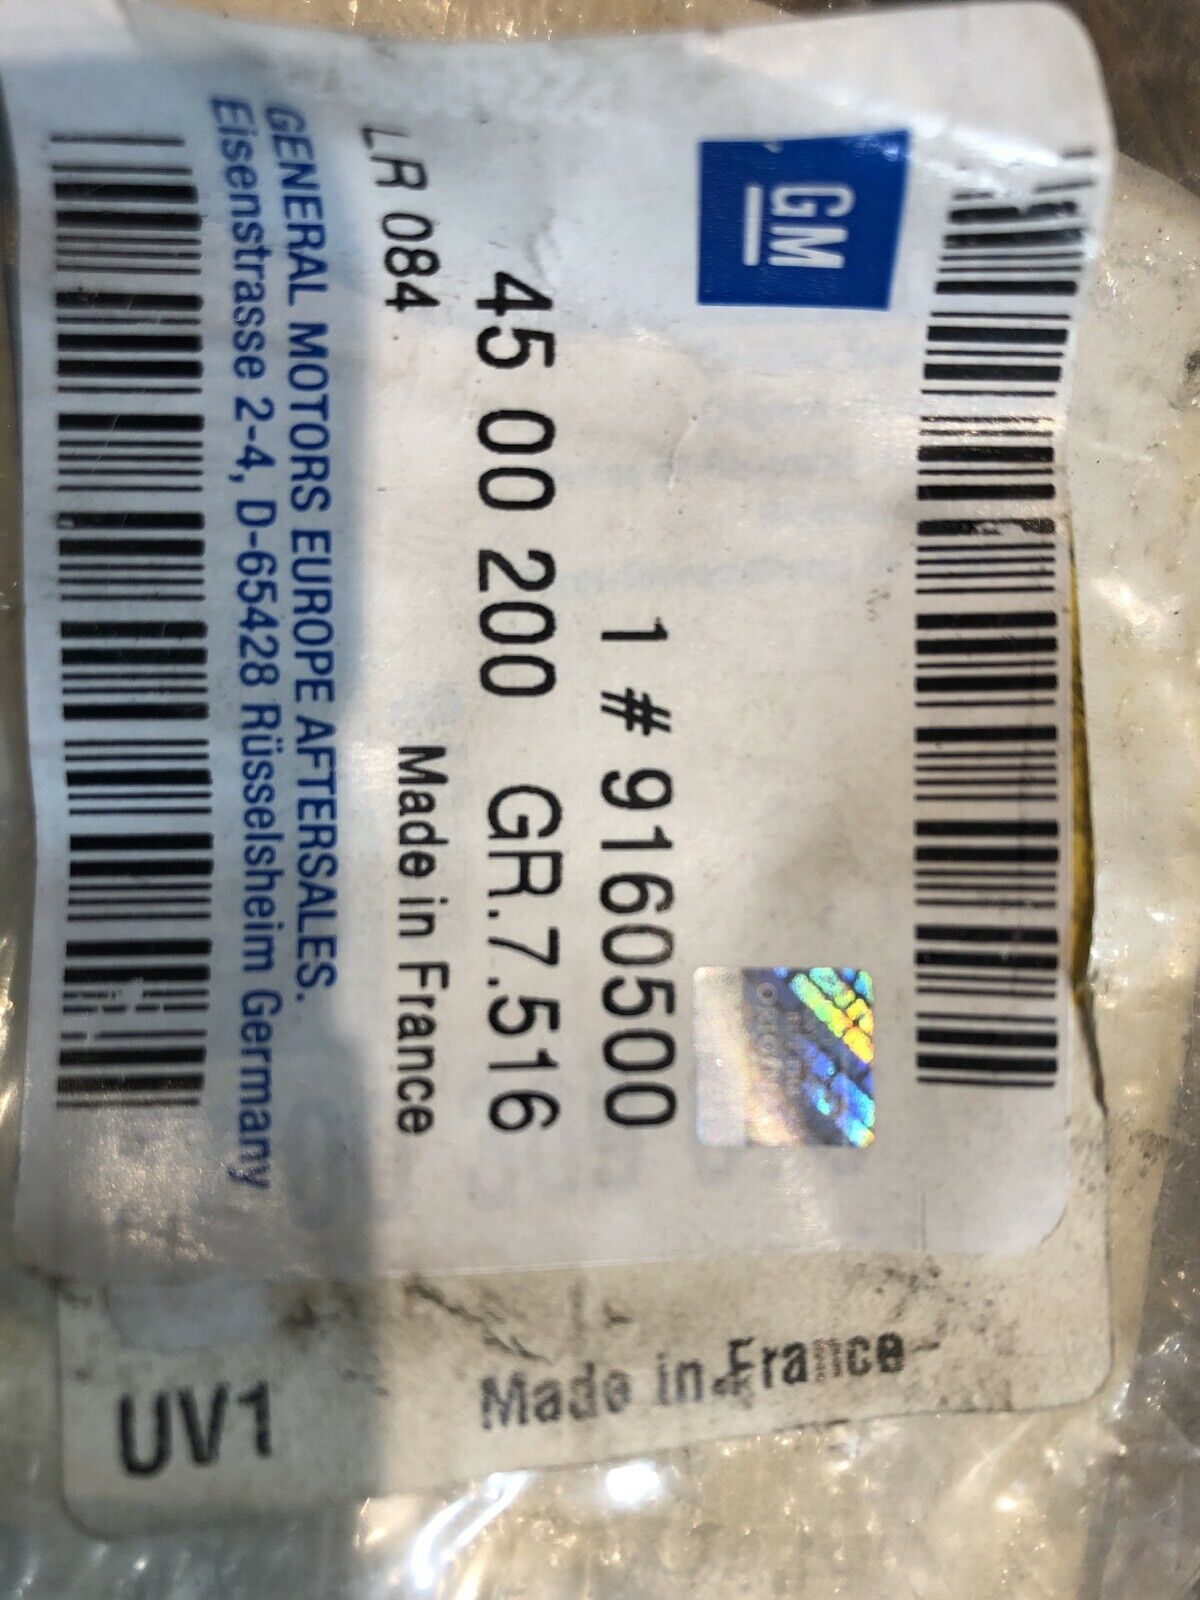 GM
1 # 9160500
45 00 200 GR.7.516
LR 084 Made in France
GENERAL MOTORS EUROPE AFTERSALES.
Eisenstrasse 2-4, D-65428 Rüsselsheim Germany
Made in France
UV1